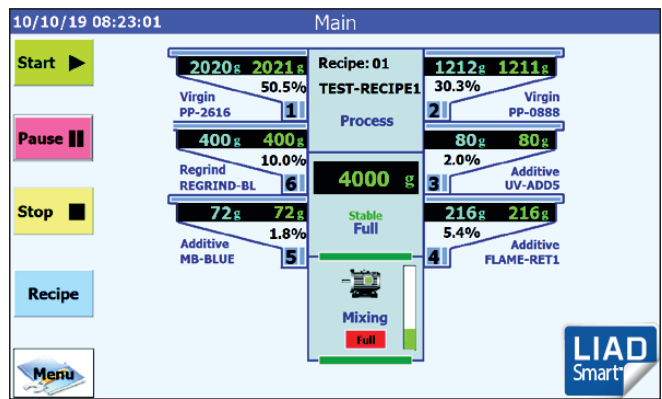 10/10/19 08:23:01 Main
Start
Pause
Stop
Recipe
Menu
2020g 2021g
50.5%
Virgin
PP-2616
1
400g 400g
10.0%
Regrind
REGRIND-BL
6
72g 72g
1.8%
Additive
MB-BLUE
5
Recipe: 01
TEST-RECIPE1
Process
4000 g
Stable
Full
Mixing
Full
1212g 1211g
30.3%
Virgin
PP-0888
2
80g 80g
2.0%
Additive
UV-ADD5
3
216g 216g
5.4%
Additive
FLAME-RET1
4
LIAD
Smart